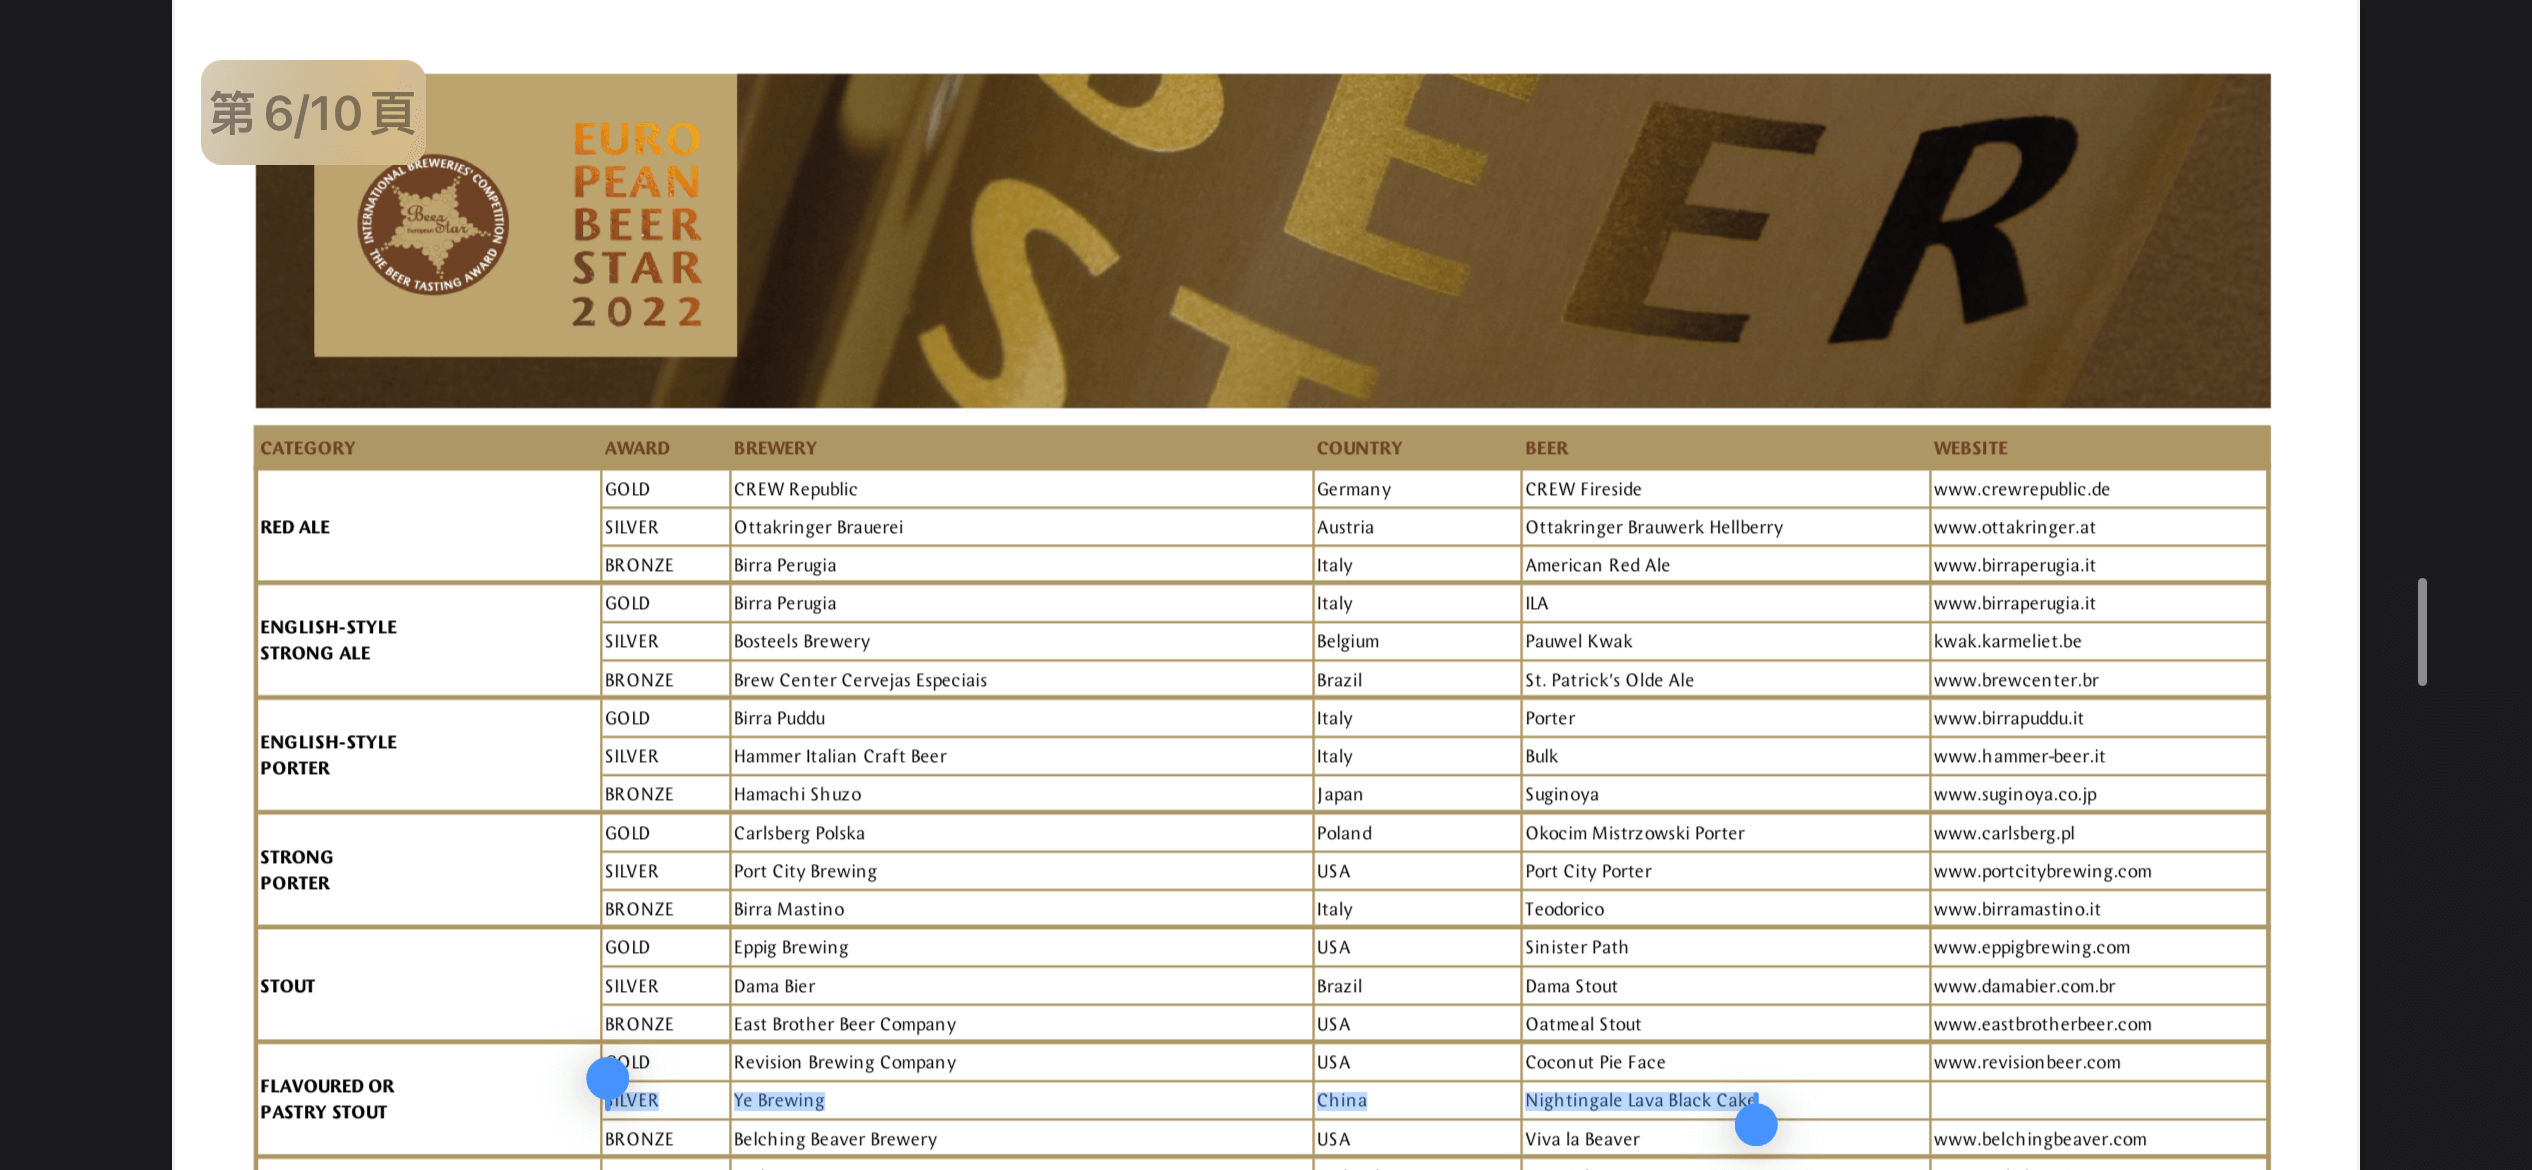 第 6/10 頁
INTERNATIONAL BREWERIES' COMPETITION
Beer Star
European
THE BEER TASTING AWARD
EURO
PEAN
BEER
STAR
2022
BEER
ST
CATEGORY AWARD BREWERY COUNTRY BEER WEBSITE
RED ALE
GOLD CREW Republic Germany CREW Fireside www.crewrepublic.de
SILVER Ottakringer Brauerei Austria Ottakringer Brauwerk Hellberry www.ottakringer.at
BRONZE Birra Perugia Italy American Red Ale www.birraperugia.it
ENGLISH-STYLE
STRONG ALE
GOLD Birra Perugia Italy ILA www.birraperugia.it
SILVER Bosteels Brewery Belgium Pauwel Kwak kwak.karmeliet.be
BRONZE Brew Center Cervejas Especiais Brazil St. Patrick's Olde Ale www.brewcenter.br
ENGLISH-STYLE
PORTER
GOLD Birra Puddu Italy Porter www.birrapuddu.it
SILVER Hammer Italian Craft Beer Italy Bulk www.hammer-beer.it
BRONZE Hamachi Shuzo Japan Suginoya www.suginoya.co.jp
STRONG
PORTER
GOLD Carlsberg Polska Poland Okocim Mistrzowski Porter www.carlsberg.pl
SILVER Port City Brewing USA Port City Porter www.portcitybrewing.com
BRONZE Birra Mastino Italy Teodorico www.birramastino.it
STOUT
GOLD Eppig Brewing USA Sinister Path www.eppigbrewing.com
SILVER Dama Bier Brazil Dama Stout www.damabier.com.br
BRONZE East Brother Beer Company USA Oatmeal Stout www.eastbrotherbeer.com
FLAVOURED OR
PASTRY STOUT
GOLD Revision Brewing Company USA Coconut Pie Face www.revisionbeer.com
SILVER Ye Brewing China Nightingale Lava Black Cake
BRONZE Belching Beaver Brewery USA Viva la Beaver www.belchingbeaver.com